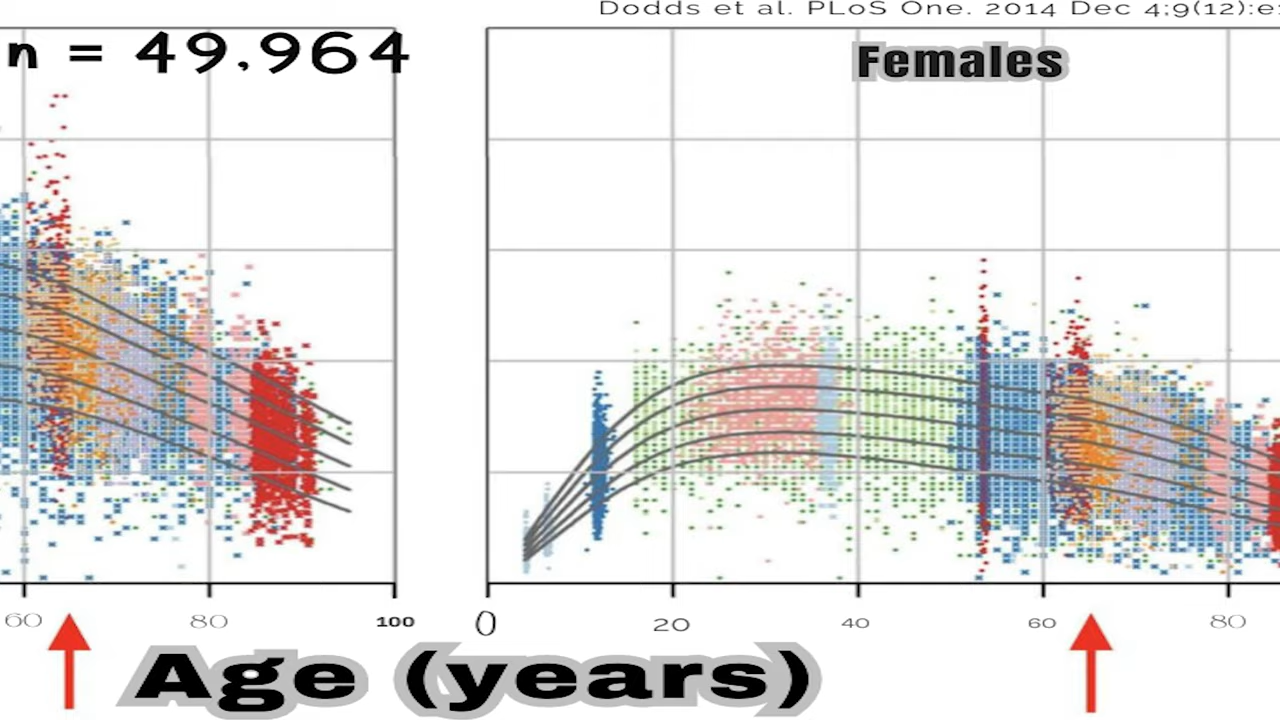 Dodds et al. PLoS One. 2014 Dec 4;9(12):e
n = 49.964
Females
60 80 100 0 20 40 60 80
Age (years)